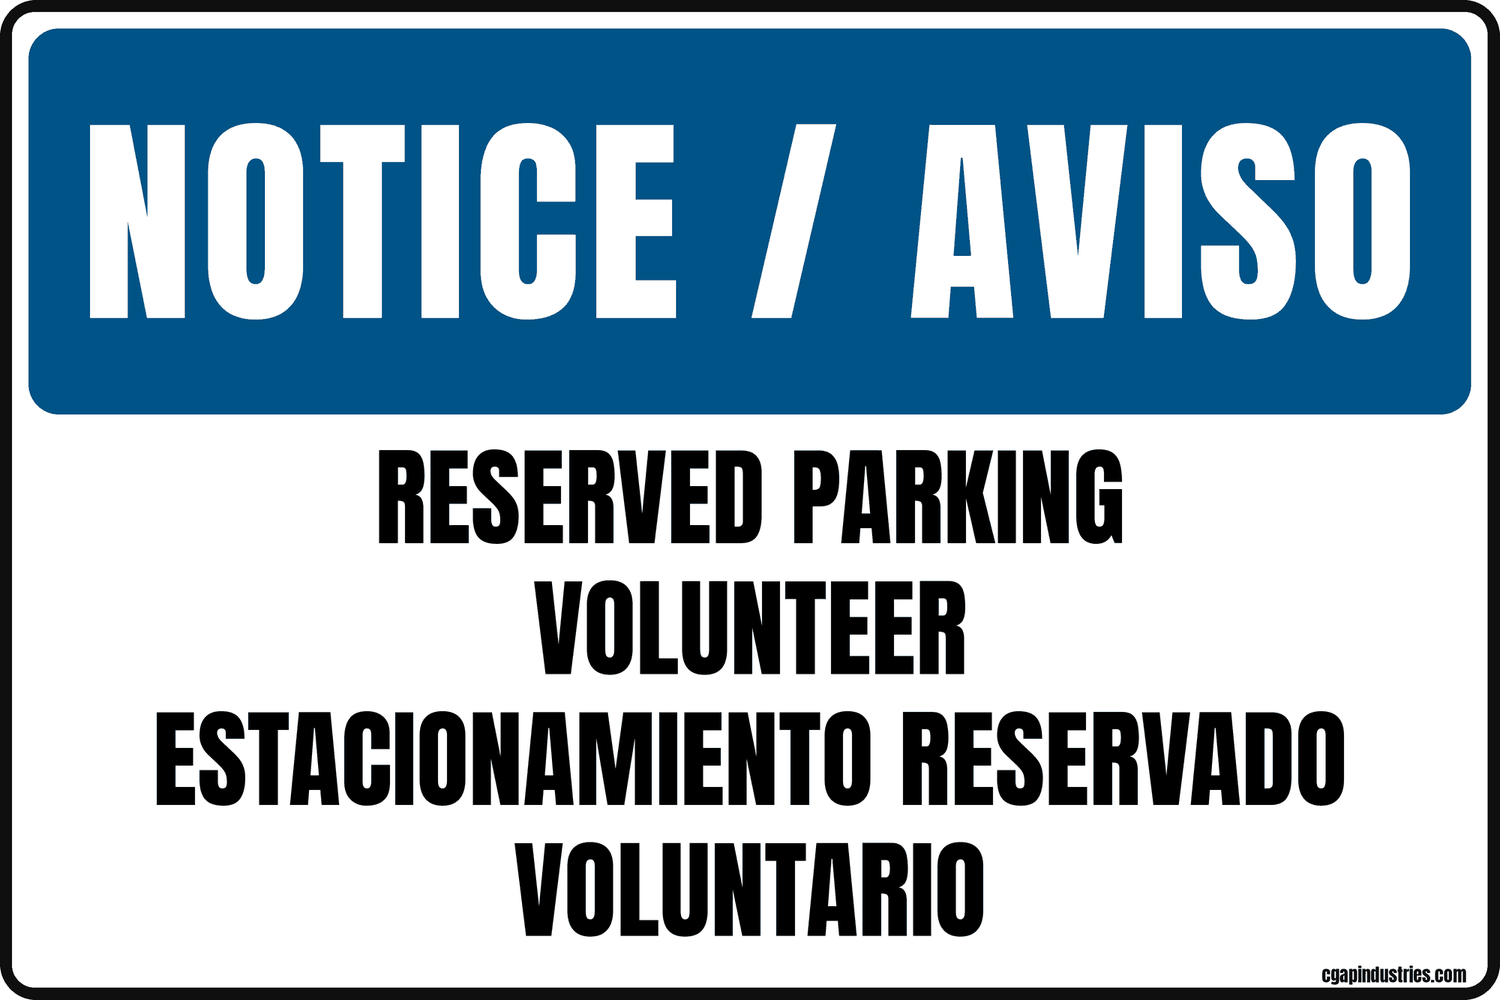 NOTICE / AVISO
RESERVED PARKING
VOLUNTEER
ESTACIONAMIENTO RESERVADO
VOLUNTARIO
cgapindustries.com